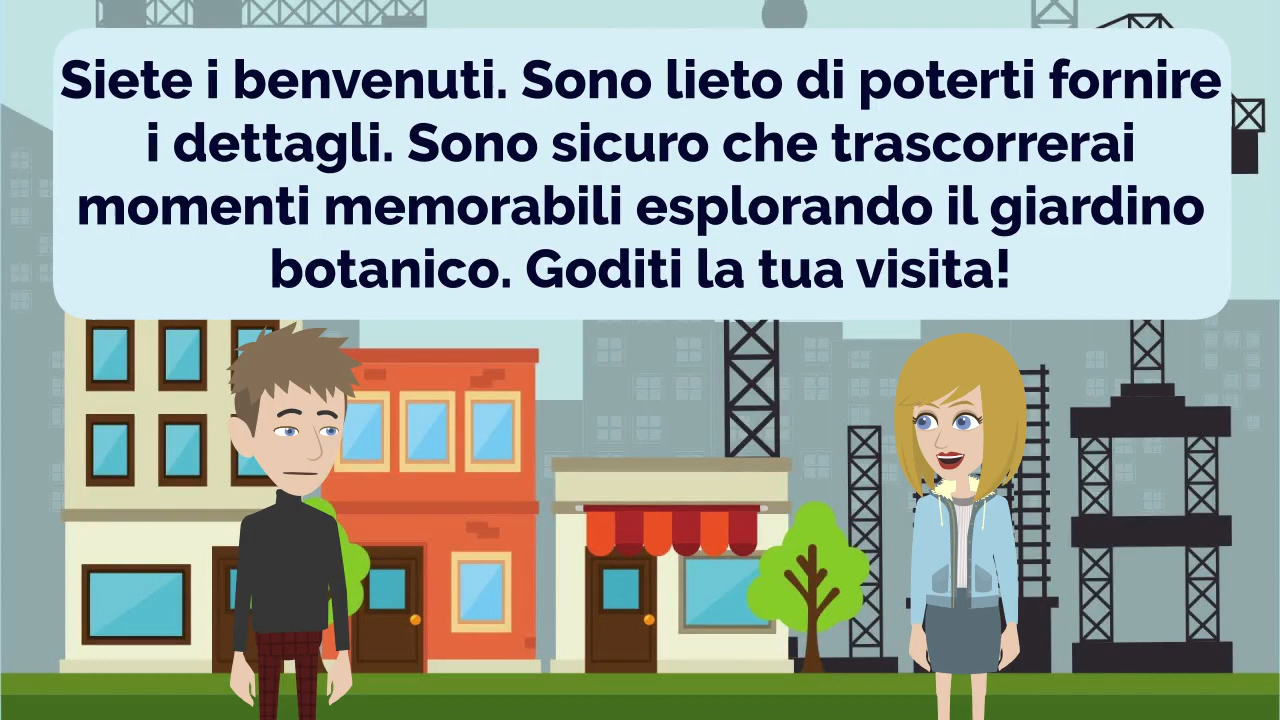 Siete i benvenuti. Sono lieto di poterti fornire
i dettagli. Sono sicuro che trascorrerai
momenti memorabili esplorando il giardino
botanico. Goditi la tua visita!